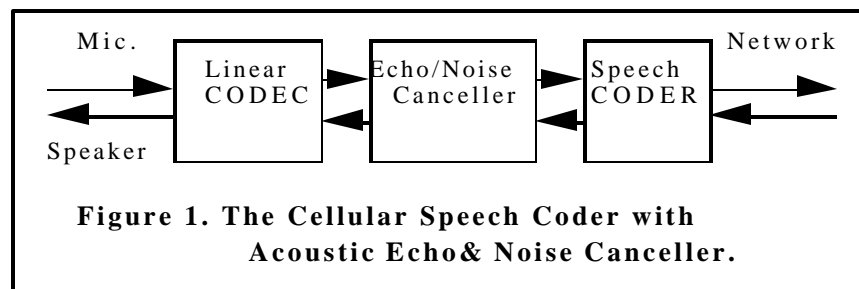 Mic.
Network
Linear
CODEC
Echo/Noise
Canceller
Speech
CODER
Speaker
Figure 1. The Cellular Speech Coder with
Acoustic Echo& Noise Canceller.